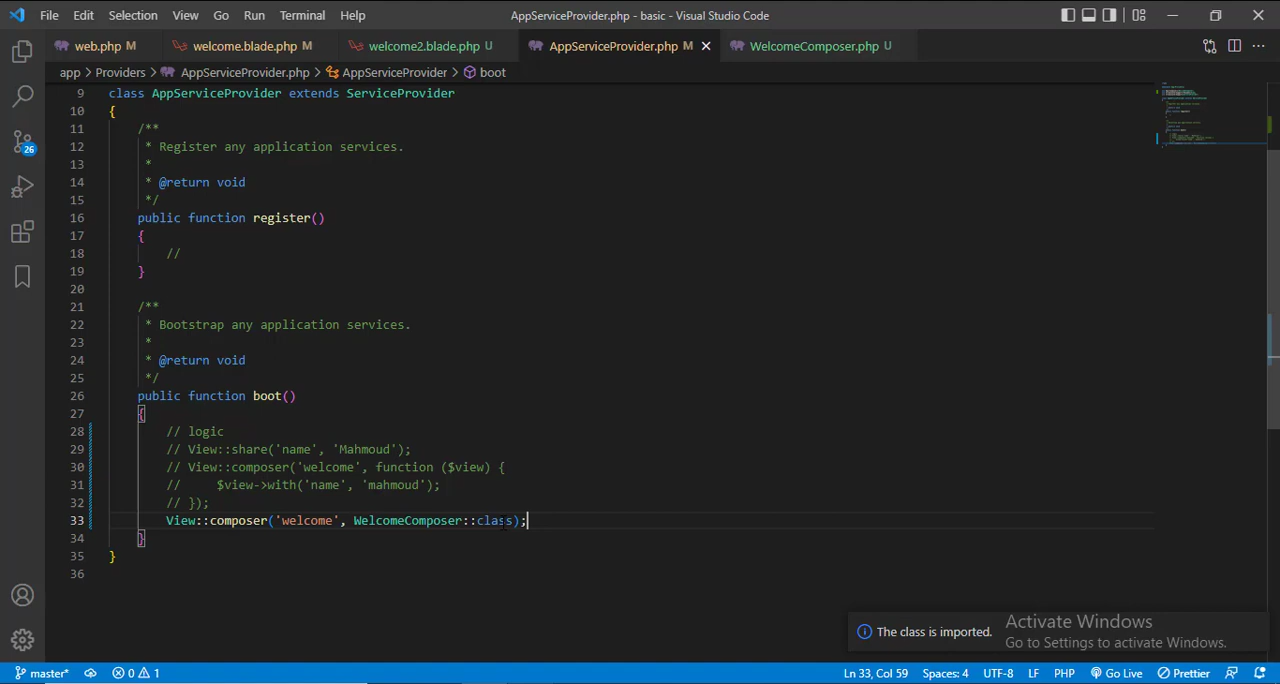 File Edit Selection View Go Run Terminal Help AppServiceProvider.php - basic - Visual Studio Code
web.php M welcome.blade.php M welcome2.blade.php U AppServiceProvider.php M WelcomeComposer.php U
app > Providers > AppServiceProvider.php > AppServiceProvider > boot
9 class AppServiceProvider extends ServiceProvider
10 {
11 /**
12 * Register any application services.
13 *
14 * @return void
15 */
16 public function register()
17 {
18 //
19 }
20
21 /**
22 * Bootstrap any application services.
23 *
24 * @return void
25 */
26 public function boot()
27 {
28 // logic
29 // View::share('name', 'Mahmoud');
30 // View::composer('welcome', function ($view) {
31 // $view->with('name', 'mahmoud');
32 // });
33 View::composer('welcome', WelcomeComposer::class);
34 }
35 }
36
26
The class is imported.
Activate Windows
Go to Settings to activate Windows.
master* 0 1 Ln 33, Col 59 Spaces: 4 UTF-8 LF PHP Go Live Prettier